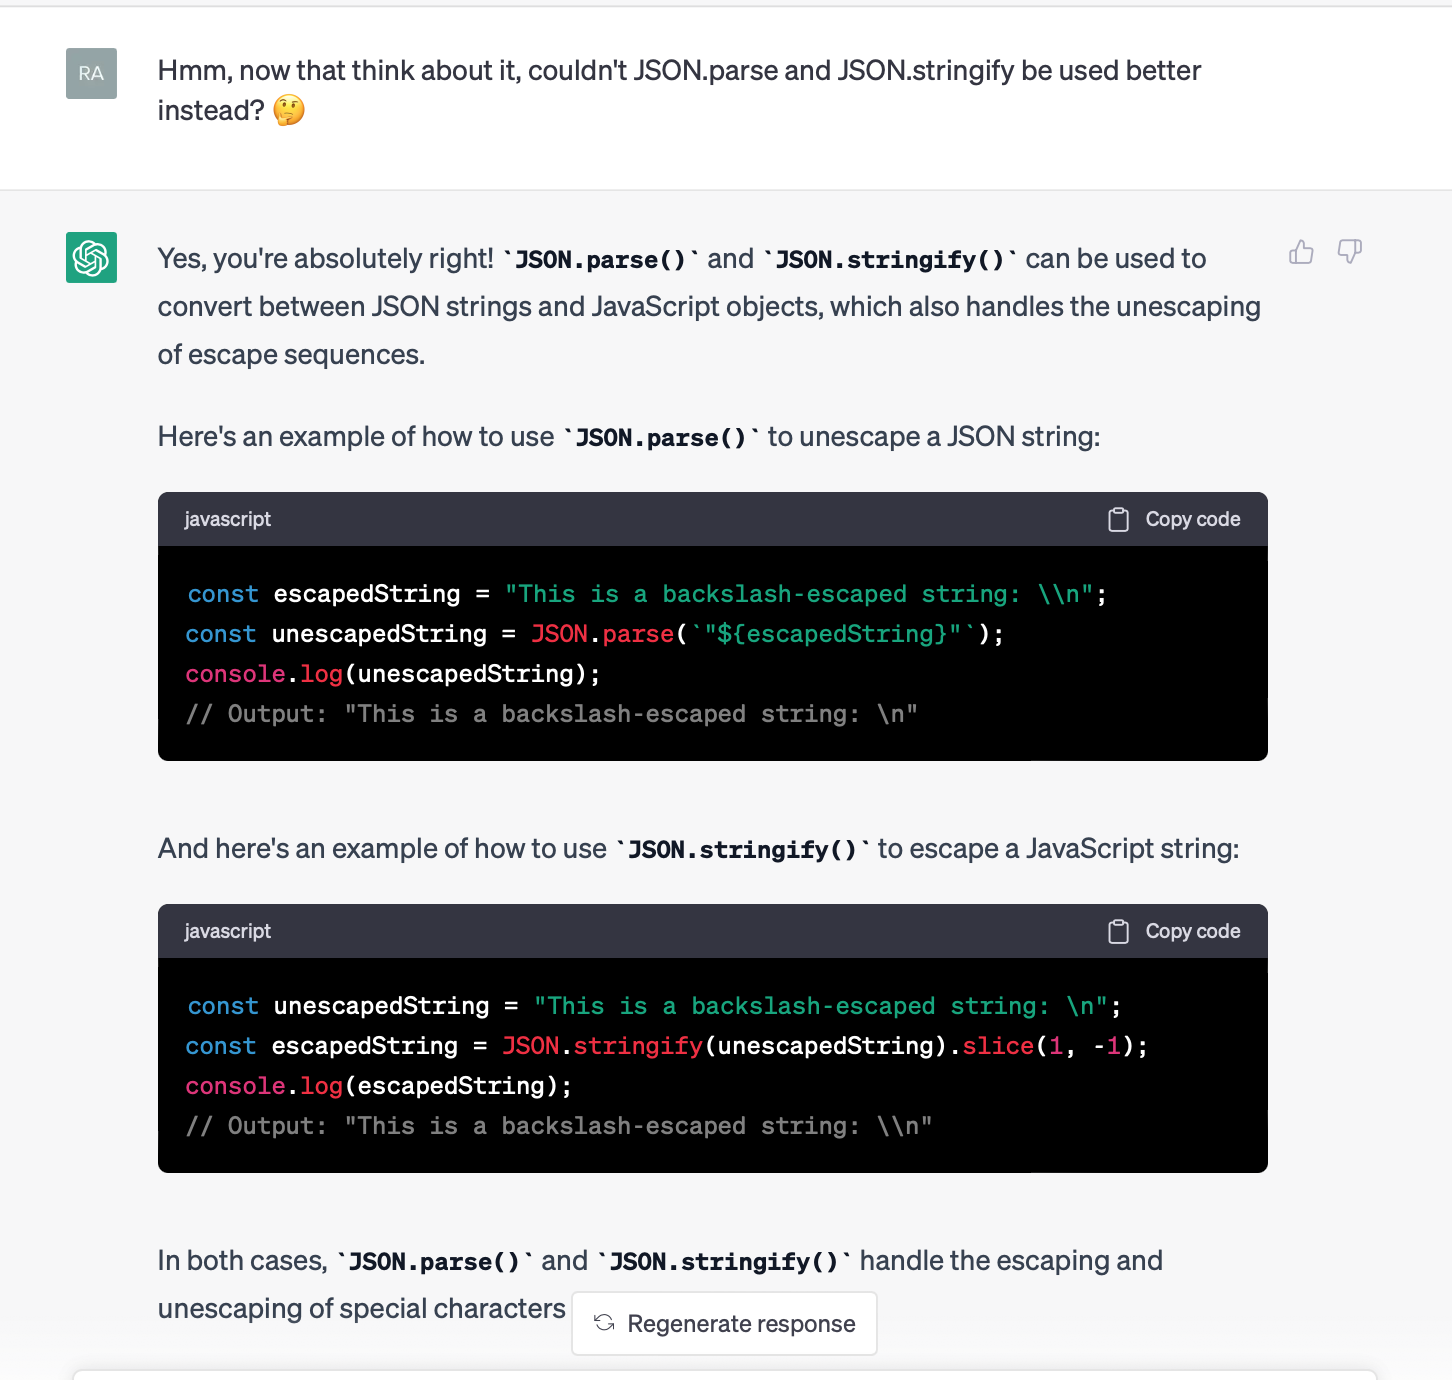 RA
Hmm, now that think about it, couldn't JSON.parse and JSON.stringify be used better
instead? 🤔
Yes, you're absolutely right! `JSON.parse()` and `JSON.stringify()` can be used to
convert between JSON strings and JavaScript objects, which also handles the unescaping
of escape sequences.
Here's an example of how to use `JSON.parse()` to unescape a JSON string:
javascript Copy code
const escapedString = "This is a backslash-escaped string: \\n";
const unescapedString = JSON.parse(`"${escapedString}"`);
console.log(unescapedString);
// Output: "This is a backslash-escaped string: \n"
And here's an example of how to use `JSON.stringify()` to escape a JavaScript string:
javascript Copy code
const unescapedString = "This is a backslash-escaped string: \n";
const escapedString = JSON.stringify(unescapedString).slice(1, -1);
console.log(escapedString);
// Output: "This is a backslash-escaped string: \\n"
In both cases, `JSON.parse()` and `JSON.stringify()` handle the escaping and
unescaping of special characters
Regenerate response